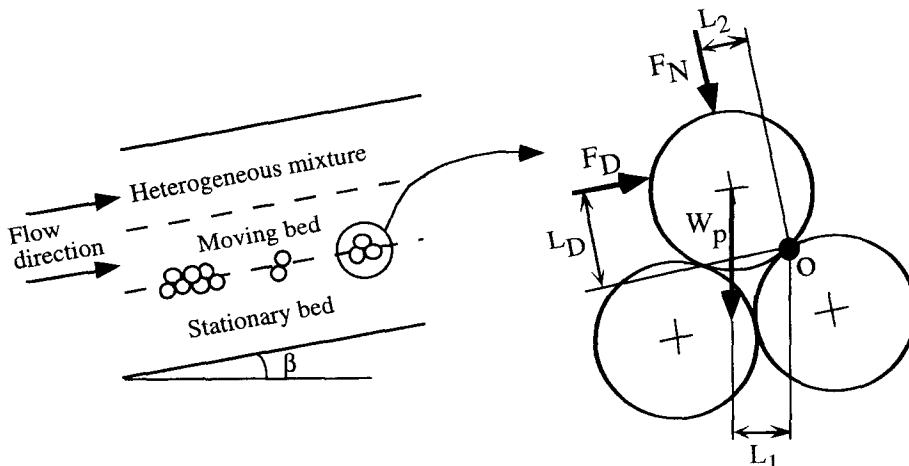 Heterogeneous mixture
Flow
direction
Moving bed
Stationary bed
β
L2
FN
FD
LD
Wp
O
L1